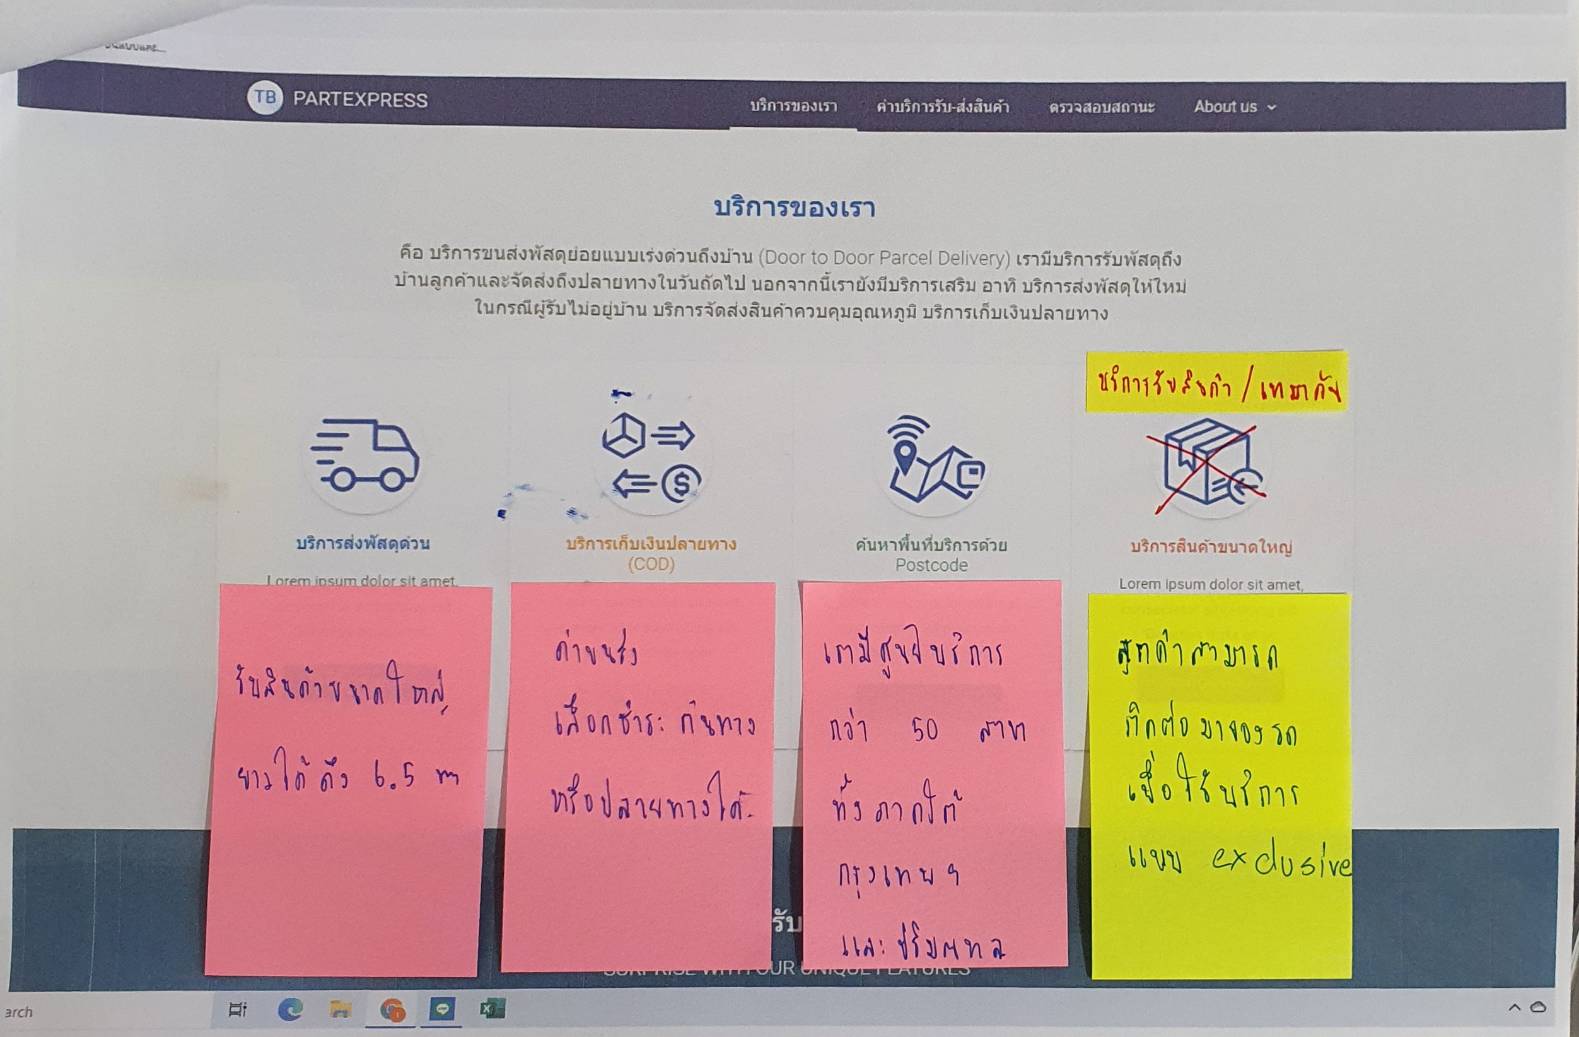 TB PARTEXPRESS
บริการของเรา ค่าบริการรับ-ส่งสินค้า ตรวจสอบสถานะ About us
บริการของเรา
คือ บริการขนส่งพัสดุย่อยแบบเร่งด่วนถึงบ้าน (Door to Door Parcel Delivery) เรามีบริการรับพัสดุถึง
บ้านลูกค้าและจัดส่งถึงปลายทางในวันถัดไป นอกจากนี้เรายังมีบริการเสริม อาทิ บริการส่งพัสดุให้ใหม่
ในกรณีผู้รับไม่อยู่บ้าน บริการจัดส่งสินค้าควบคุมอุณหภูมิ บริการเก็บเงินปลายทาง
บริการส่งพัสดุด่วน
Lorem ipsum dolor sit amet,
รับสินค้าขนาดใหญ่
ยาวได้ถึง 6.5 m
บริการเก็บเงินปลายทาง
(COD)
ค่าขนส่ง
เลือกชำระต้นทาง
หรือปลายทางได้
ค้นหาพื้นที่บริการด้วย
Postcode
เรามีศูนย์บริการ
กว่า 50 สาขา
ทั้งภาคใต้
กรุงเทพฯ
และปริมณฑล
บริการรับสินค้า/เหมาคัน
บริการสินค้าขนาดใหญ่
Lorem ipsum dolor sit amet,
ลูกค้าสามารถ
ติดต่อมาจองรถ
เพื่อใช้บริการ
แบบ exclusive
รับ
SURPRISE WITH OUR UNIQUE FEATURES
arch